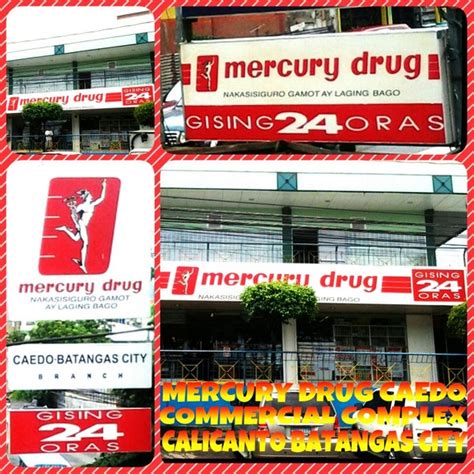 mercury drug
GISING
24
ORAS
mercury drug
NAKASISIGURO GAMOT AY LAGING BAGO
GISING 24 ORAS
mercury drug
NAKASISIGURO GAMOT
AY LAGING BAGO
CAEDO-BATANGAS CITY
BRANCH
GISING
24
ORAS
mercury drug
NAKASISIGURO GAMOT AY LAGING BAGO
GISING
24
ORAS
MERCURY DRUG CAEDO
COMMERCIAL COMPLEX
CALICANTO BATANGAS CITY